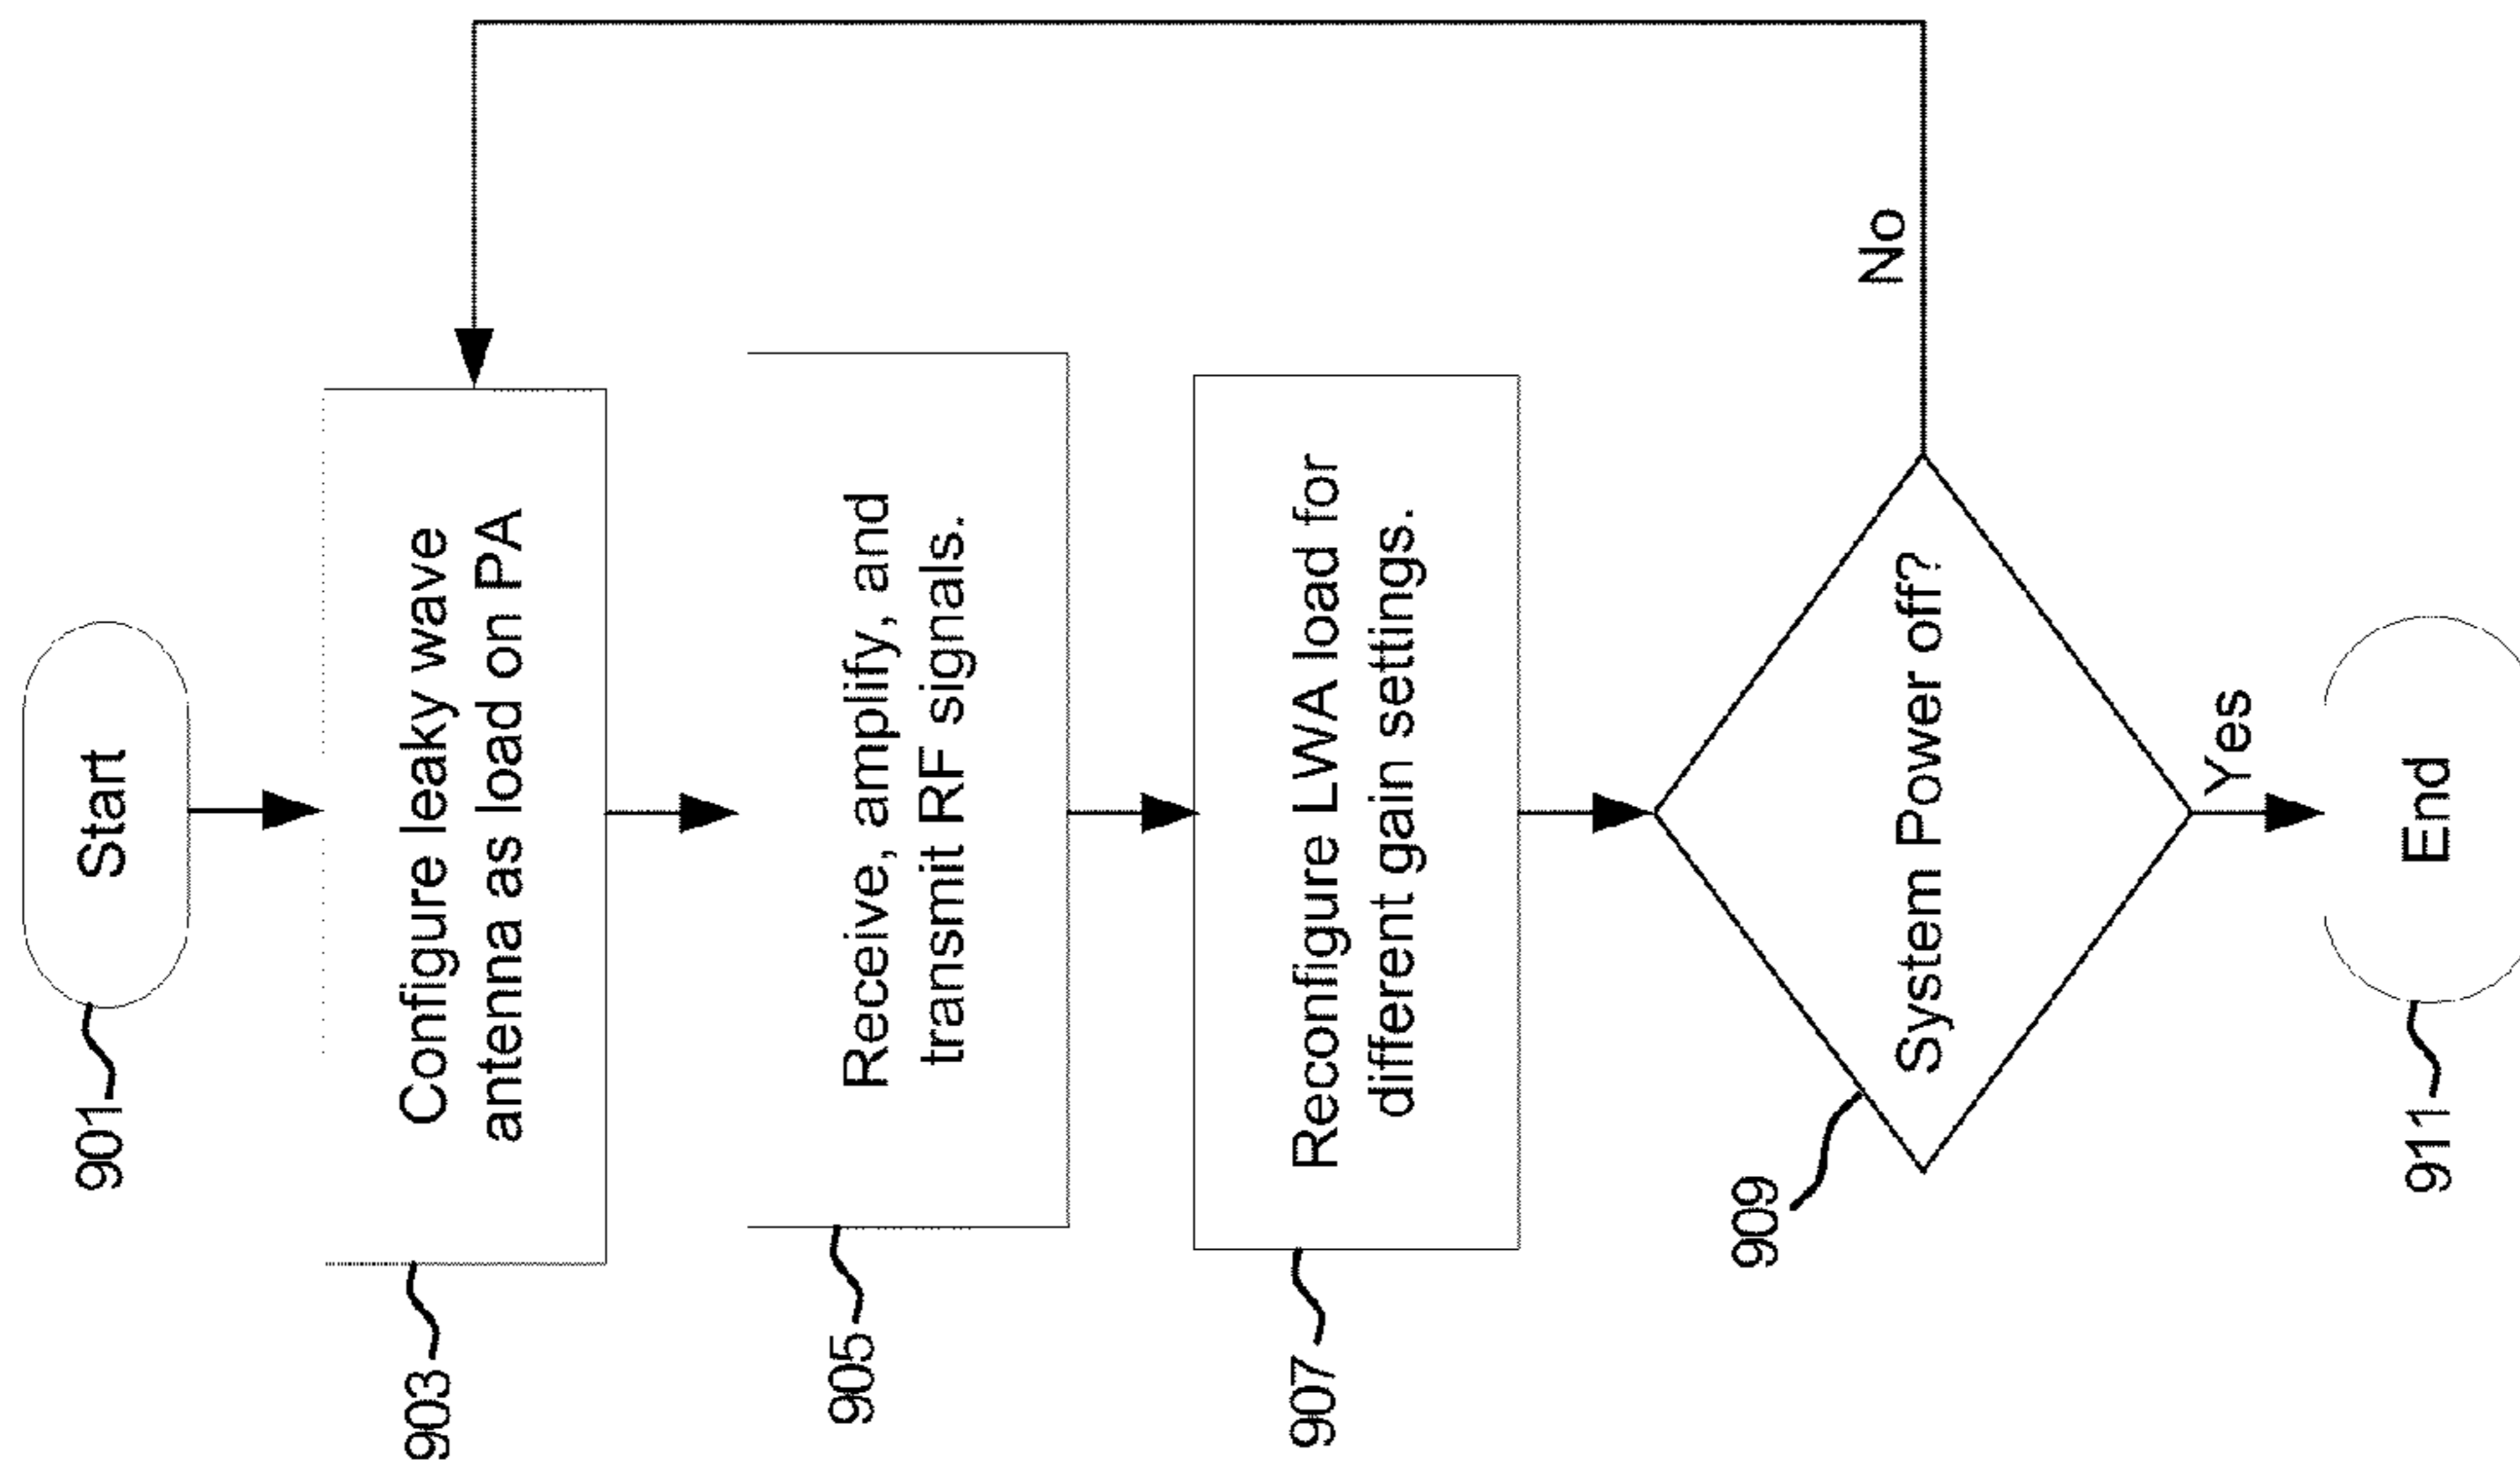 901
Start
903
Configure leaky wave
antenna as load on PA
905
Receive, amplify, and
transmit RF signals.
907
Reconfigure LWA load for
different gain settings.
909
System Power off?
No
Yes
911
End